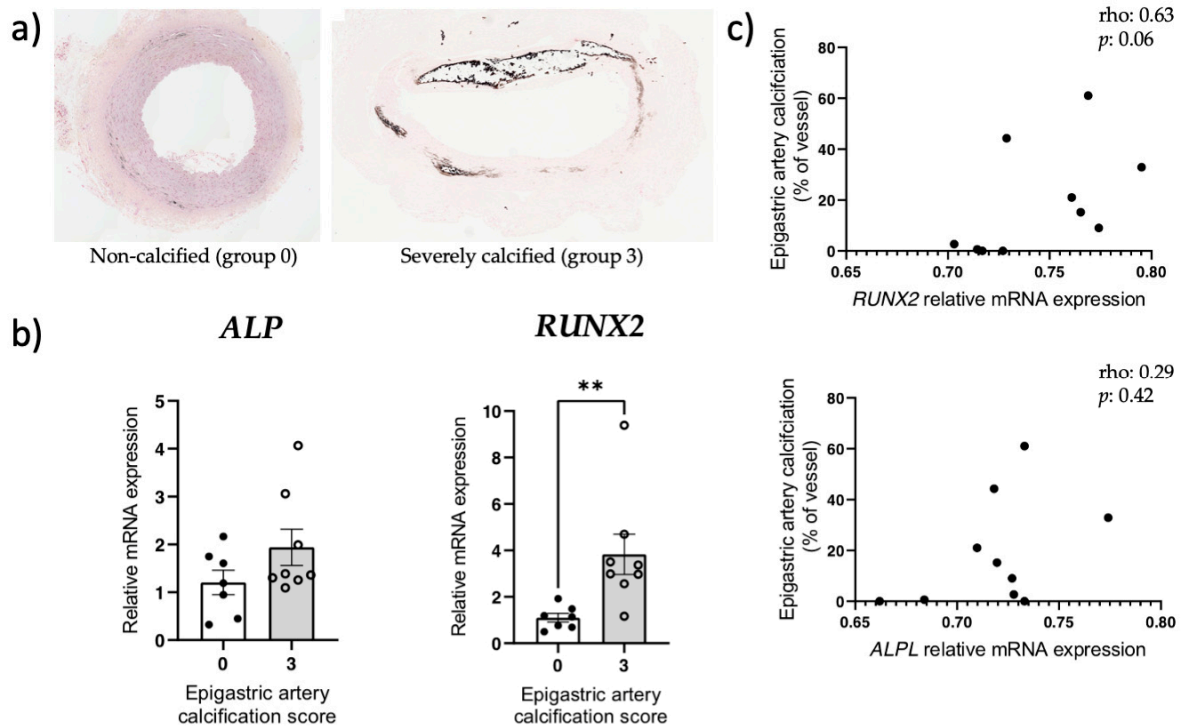 a)
Non-calcified (group 0)
Severely calcified (group 3)
b)
ALP
Relative mRNA expression
5
4
3
2
1
0
0
3
Epigastric artery
calcification score
RUNX2
**
Relative mRNA expression
10
8
6
4
2
0
0
3
Epigastric artery
calcification score
c)
rho: 0.63
p: 0.06
Epigastric artery calcifciation
(% of vessel)
80
60
40
20
0
0.65
0.70
0.75
0.80
RUNX2 relative mRNA expression
rho: 0.29
p: 0.42
Epigastric artery calcifciation
(% of vessel)
80
60
40
20
0
0.65
0.70
0.75
0.80
ALPL relative mRNA expression